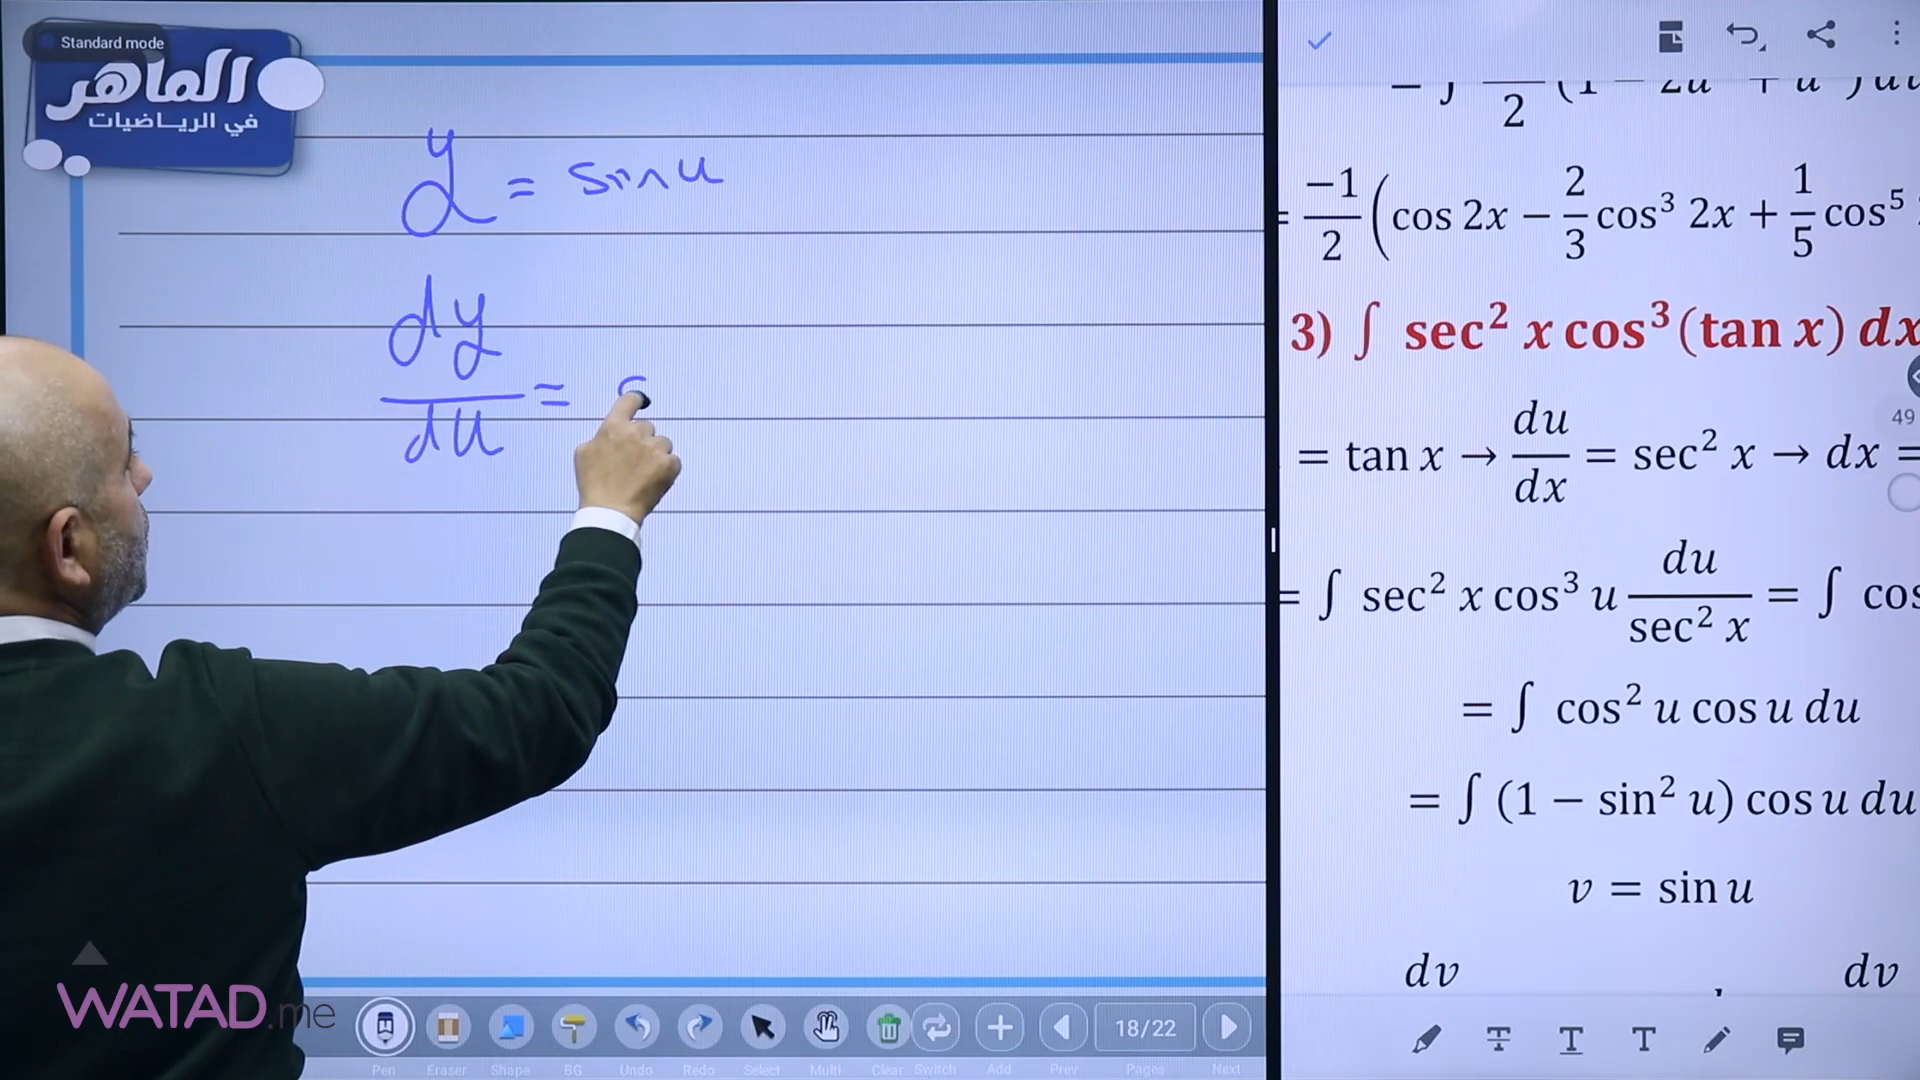 Standard mode
الماهر
في الرياضيات
y = sin u
dy
du =
WATAD.me
Pen Eraser Shape BG Undo Redo Select Multi Clear Switch Add Prev Pages Next
18/22
2
= -1/2 (cos 2x − 2/3 cos³ 2x + 1/5 cos⁵
3) ∫ sec² x cos³(tan x) dx
49
= tan x → du/dx = sec² x → dx =
= ∫ sec² x cos³ u du/sec² x = ∫ cos
= ∫ cos² u cos u du
= ∫ (1 − sin² u) cos u du
v = sin u
dv dv